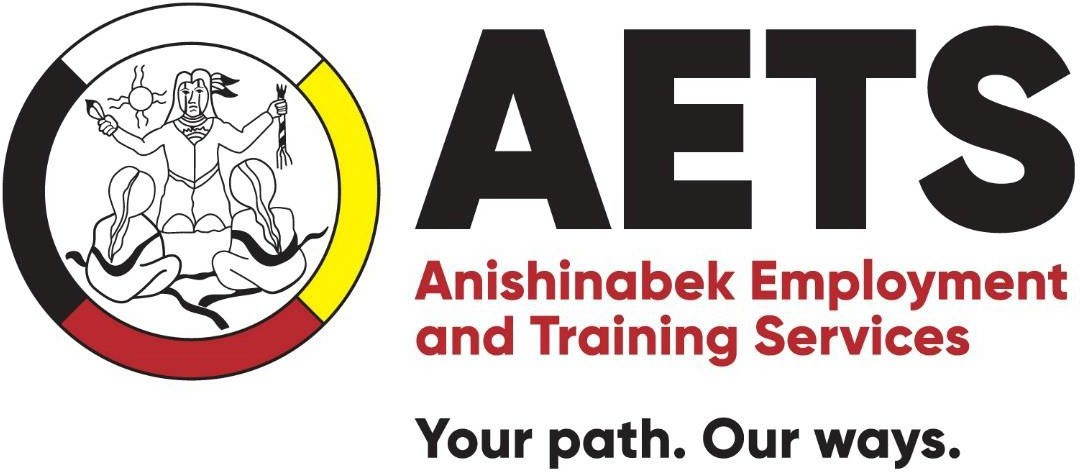 AETS
Anishinabek Employment
and Training Services
Your path. Our ways.